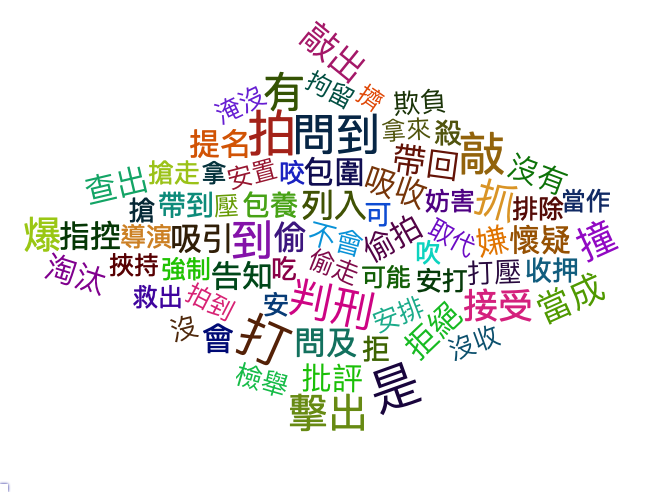 敲出
有
拘留
擠
淹沒
欺負
拍
問到
拿來
殺
提名
帶回
敲
沒有
查出
搶走
拿
安置
咬
包圍
吸收
妨害
抓
排除
當作
搶
帶到
壓
包養
列入
可
爆
指控
導演
吸引
到
偷
不會
偷拍
取代
嫌
懷疑
撞
吹
淘汰
挾持
強制
告知
吃
偷走
可能
安打
打壓
收押
救出
拍到
安
判刑
安排
接受
當成
沒
會
打
問及
拒
拒絕
沒收
檢舉
批評
是
擊出